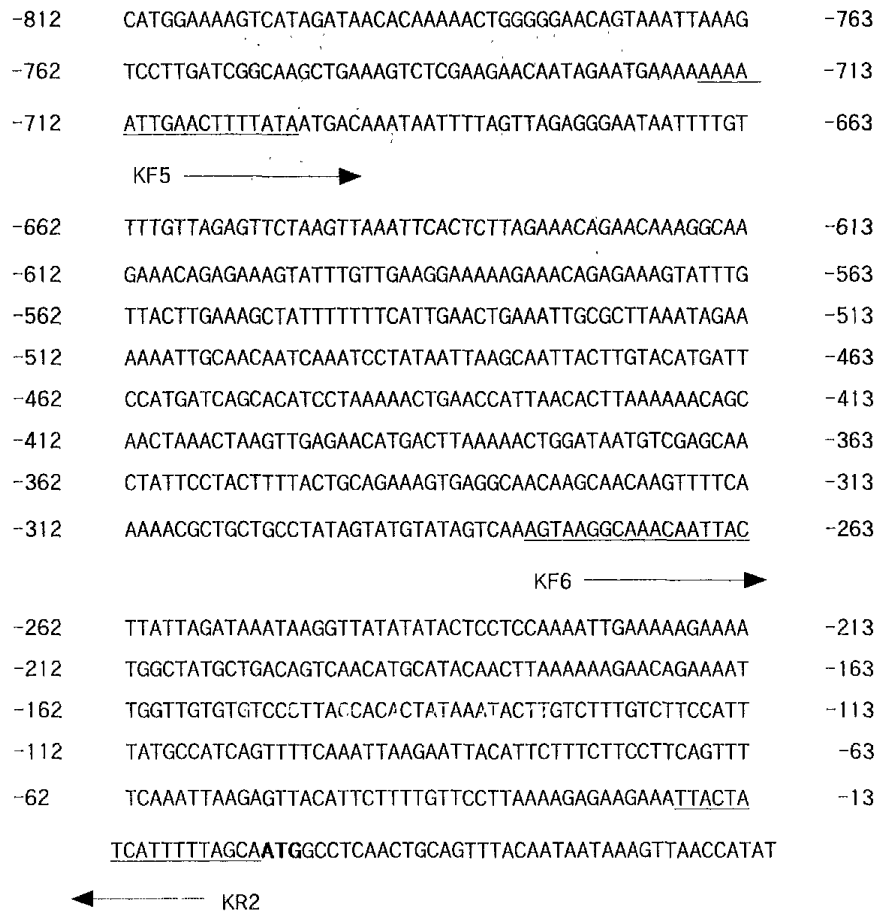 -812 CATGGAAAAGTCATAGATAACACAAAAACTGGGGGAACAGTAAATTAAAG -763
-762 TCCTTGATCGGCAAGCTGAAAGTCTCGAAGAACAATAGAATGAAAAAAAA -713
-712 ATTGAACTTTTATAATGACAAATAATTTTAGTTAGAGGGAATAATTTTGT -663
KF5
-662 TTTGTTAGAGTTCTAAGTTAAATTCACTCTTAGAAACAGAACAAAGGCAA -613
-612 GAAACAGAGAAAGTATTTGTTGAAGGAAAAAGAAACAGAGAAAGTATTTG -563
-562 TTACTTGAAAGCTATTTTTTTCATTGAACTGAAATTGCGCTTAAATAGAA -513
-512 AAAATTGCAACAATCAAATCCTATAATTAAGCAATTACTTGTACATGATT -463
-462 CCATGATCAGCACATCCTAAAAACTGAACCATTAACACTTAAAAAACAGC -413
-412 AACTAAACTAAGTTGAGAACATGACTTAAAAACTGGATAATGTCGAGCAA -363
-362 CTATTCCTACTTTTACTGCAGAAAGTGAGGCAACAAGCAACAAGTTTTCA -313
-312 AAAACGCTGCTGCCTATAGTATGTATAGTCAAAGTAAGGCAAACAATTAC -263
KF6
-262 TTATTAGATAAATAAGGTTATATATACTCCTCCAAAATTGAAAAAGAAAA -213
-212 TGGCTATGCTGACAGTCAACATGCATACAACTTAAAAAAGAACAGAAAAT -163
-162 TGGTTGTGTGTCCCTTACCACACTATAAATACTTGTCTTTGTCTTCCATT -113
-112 TATGCCATCAGTTTTCAAATTAAGAATTACATTCTTTCTTCCTTCAGTTT -63
-62 TCAAATTAAGAGTTACATTCTTTTGTTCCTTAAAAGAGAAGAAATTACTA -13
TCATTTTTAGCAATGGCCTCAACTGCAGTTTACAATAATAAAGTTAACCATAT
KR2